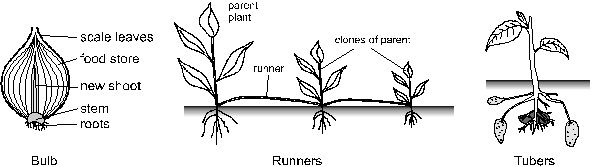 scale leaves
food store
new shoot
stem
roots
Bulb
parent
plant
runner
clones of parent
Runners
Tubers